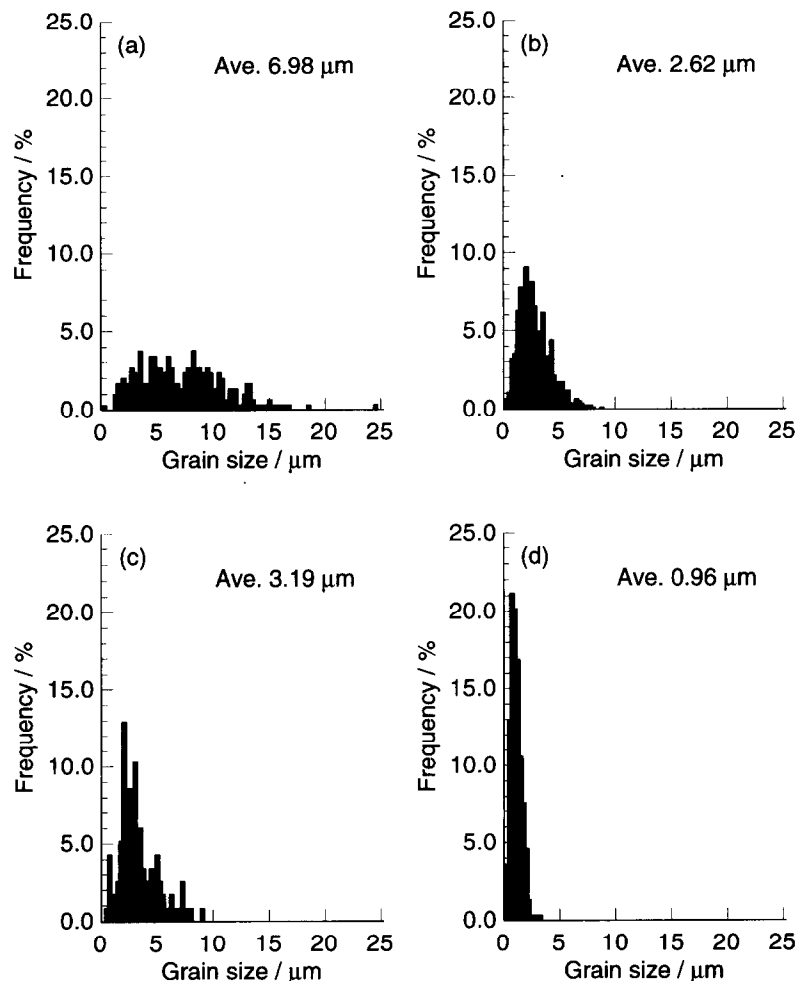 (a)
Ave. 6.98 μm
Frequency / %
25.0
20.0
15.0
10.0
5.0
0.0
0 5 10 15 20 25
Grain size / μm
(b)
Ave. 2.62 μm
Frequency / %
25.0
20.0
15.0
10.0
5.0
0.0
0 5 10 15 20 25
Grain size / μm
(c)
Ave. 3.19 μm
Frequency / %
25.0
20.0
15.0
10.0
5.0
0.0
0 5 10 15 20 25
Grain size / μm
(d)
Ave. 0.96 μm
Frequency / %
25.0
20.0
15.0
10.0
5.0
0.0
0 5 10 15 20 25
Grain size / μm